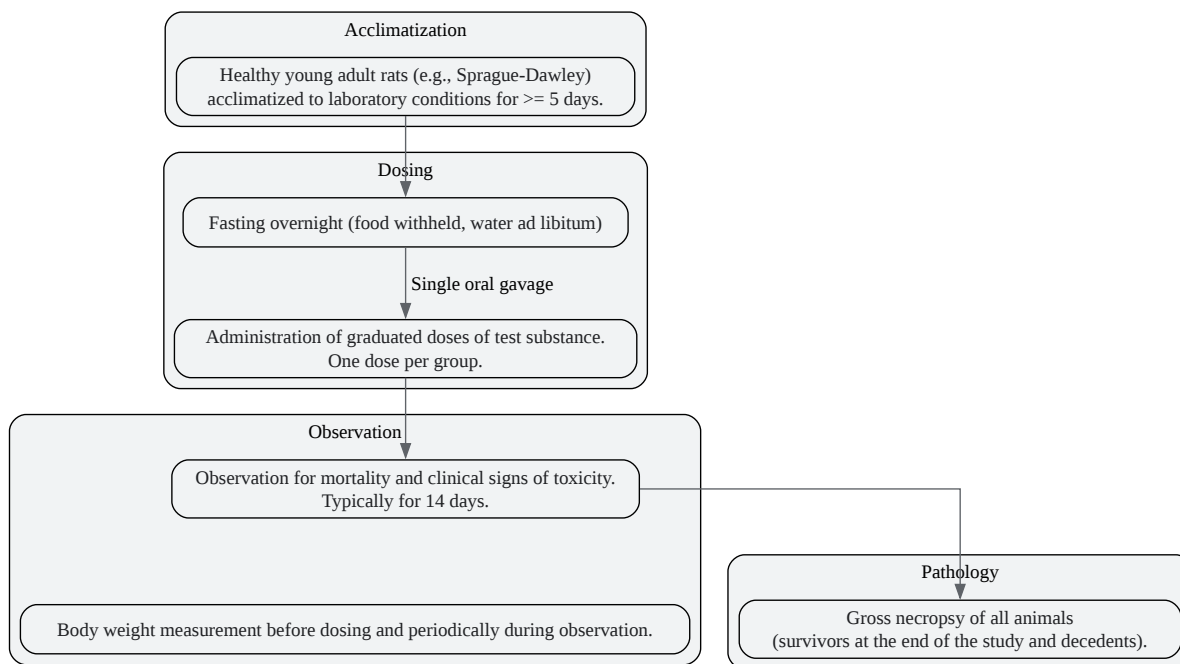 Acclimatization
Healthy young adult rats (e.g., Sprague-Dawley)
acclimatized to laboratory conditions for >= 5 days.
Dosing
Fasting overnight (food withheld, water ad libitum)
Single oral gavage
Administration of graduated doses of test substance.
One dose per group.
Observation
Observation for mortality and clinical signs of toxicity.
Typically for 14 days.
Body weight measurement before dosing and periodically during observation.
Pathology
Gross necropsy of all animals
(survivors at the end of the study and decedents).